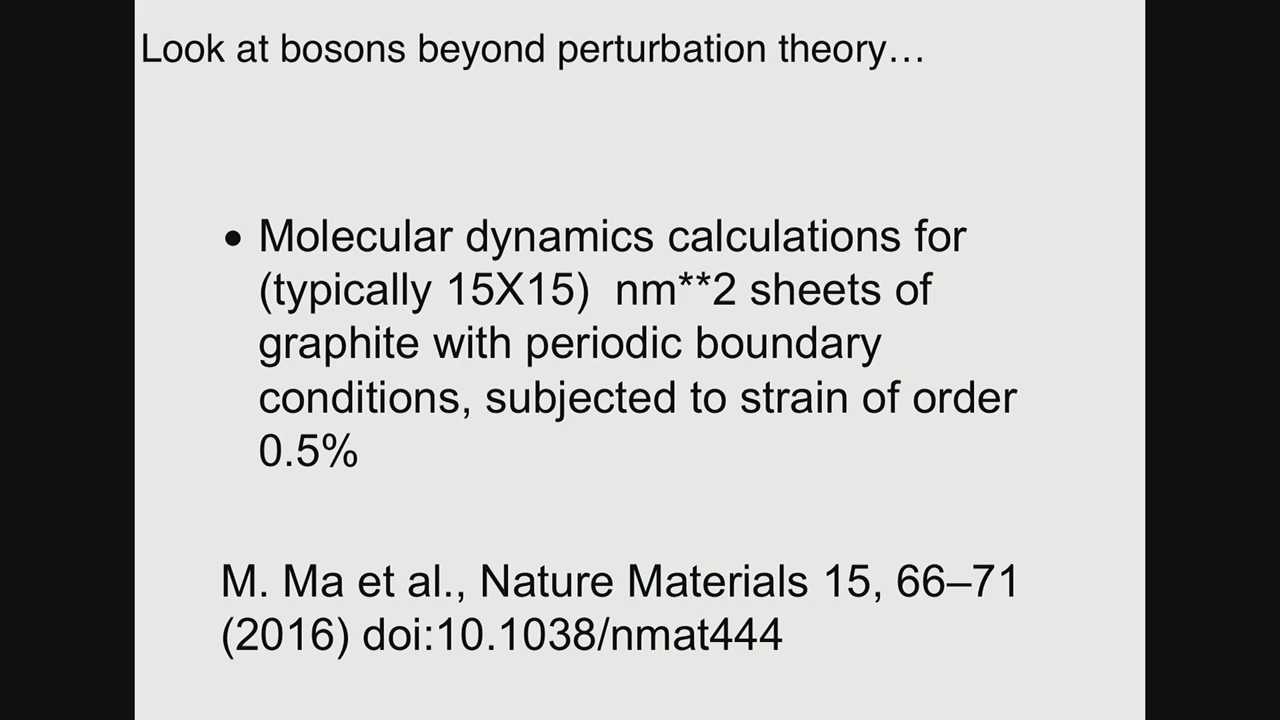 Look at bosons beyond perturbation theory…
• Molecular dynamics calculations for
(typically 15X15)  nm**2 sheets of
graphite with periodic boundary
conditions, subjected to strain of order
0.5%
M. Ma et al., Nature Materials 15, 66–71
(2016) doi:10.1038/nmat444